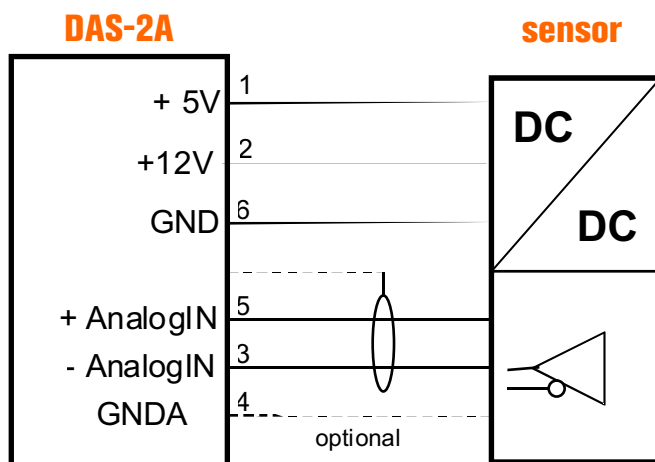 DAS-2A sensor
+ 5V 1
DC
+12V 2
GND 6
DC
+ AnalogIN 5
- AnalogIN 3
GNDA 4
optional